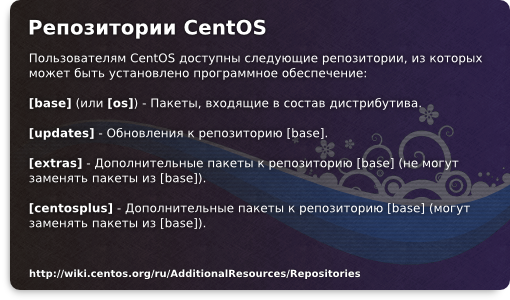 Репозитории CentOS
Пользователям CentOS доступны следующие репозитории, из которых
может быть установлено программное обеспечение:
[base] (или [os]) - Пакеты, входящие в состав дистрибутива.
[updates] - Обновления к репозиторию [base].
[extras] - Дополнительные пакеты к репозиторию [base] (не могут
заменять пакеты из [base]).
[centosplus] - Дополнительные пакеты к репозиторию [base] (могут
заменять пакеты из [base]).
http://wiki.centos.org/ru/AdditionalResources/Repositories